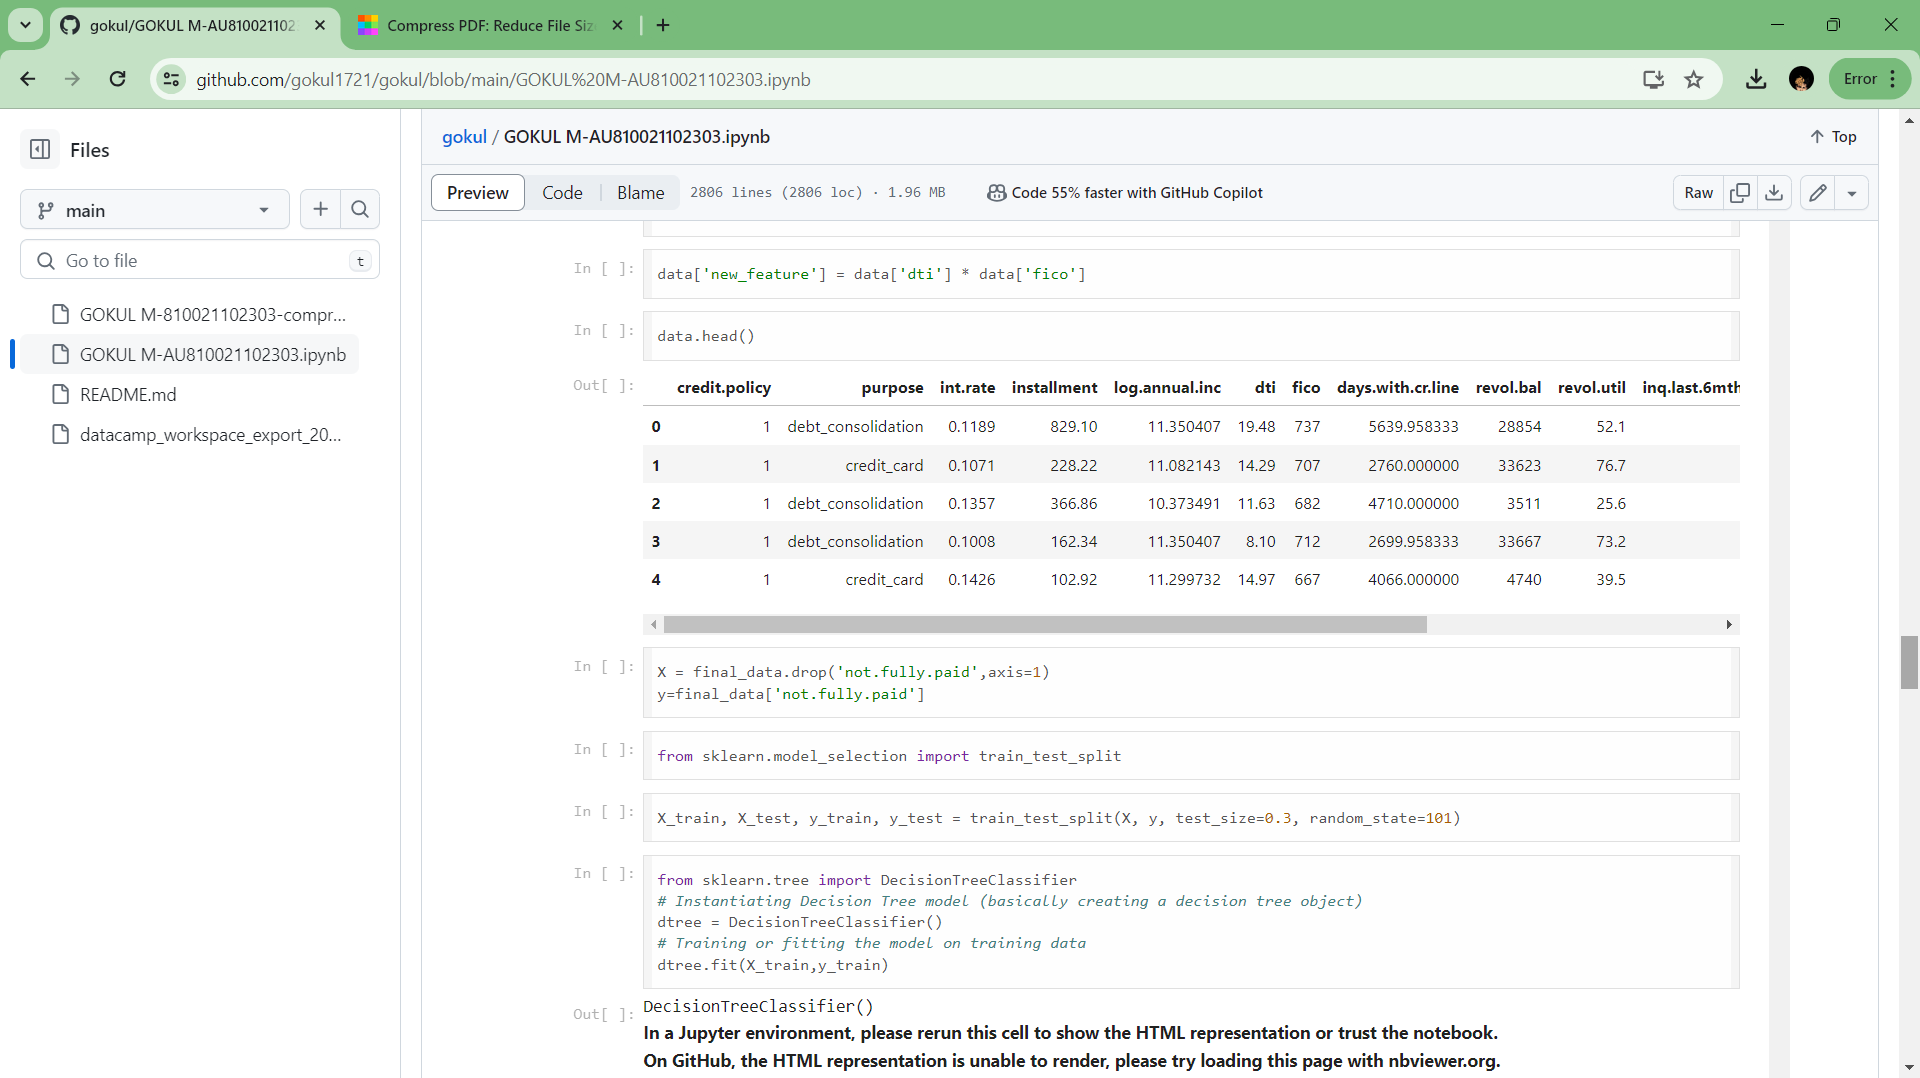 gokul/GOKUL M-AU810021102
Compress PDF: Reduce File Siz
github.com/gokul1721/gokul/blob/main/GOKUL%20M-AU810021102303.ipynb
Error
Files
main
Go to file
t
GOKUL M-810021102303-compr...
GOKUL M-AU810021102303.ipynb
README.md
datacamp_workspace_export_20...
gokul / GOKUL M-AU810021102303.ipynb
Top
Preview Code Blame 2806 lines (2806 loc) · 1.96 MB Code 55% faster with GitHub Copilot Raw
In [ ]: data['new_feature'] = data['dti'] * data['fico']
In [ ]: data.head()
Out[ ]: credit.policy purpose int.rate installment log.annual.inc dti fico days.with.cr.line revol.bal revol.util inq.last.6mth
0 1 debt_consolidation 0.1189 829.10 11.350407 19.48 737 5639.958333 28854 52.1
1 1 credit_card 0.1071 228.22 11.082143 14.29 707 2760.000000 33623 76.7
2 1 debt_consolidation 0.1357 366.86 10.373491 11.63 682 4710.000000 3511 25.6
3 1 debt_consolidation 0.1008 162.34 11.350407 8.10 712 2699.958333 33667 73.2
4 1 credit_card 0.1426 102.92 11.299732 14.97 667 4066.000000 4740 39.5
In [ ]: X = final_data.drop('not.fully.paid',axis=1)
y=final_data['not.fully.paid']
In [ ]: from sklearn.model_selection import train_test_split
In [ ]: X_train, X_test, y_train, y_test = train_test_split(X, y, test_size=0.3, random_state=101)
In [ ]: from sklearn.tree import DecisionTreeClassifier
# Instantiating Decision Tree model (basically creating a decision tree object)
dtree = DecisionTreeClassifier()
# Training or fitting the model on training data
dtree.fit(X_train,y_train)
Out[ ]: DecisionTreeClassifier()
In a Jupyter environment, please rerun this cell to show the HTML representation or trust the notebook.
On GitHub, the HTML representation is unable to render, please try loading this page with nbviewer.org.